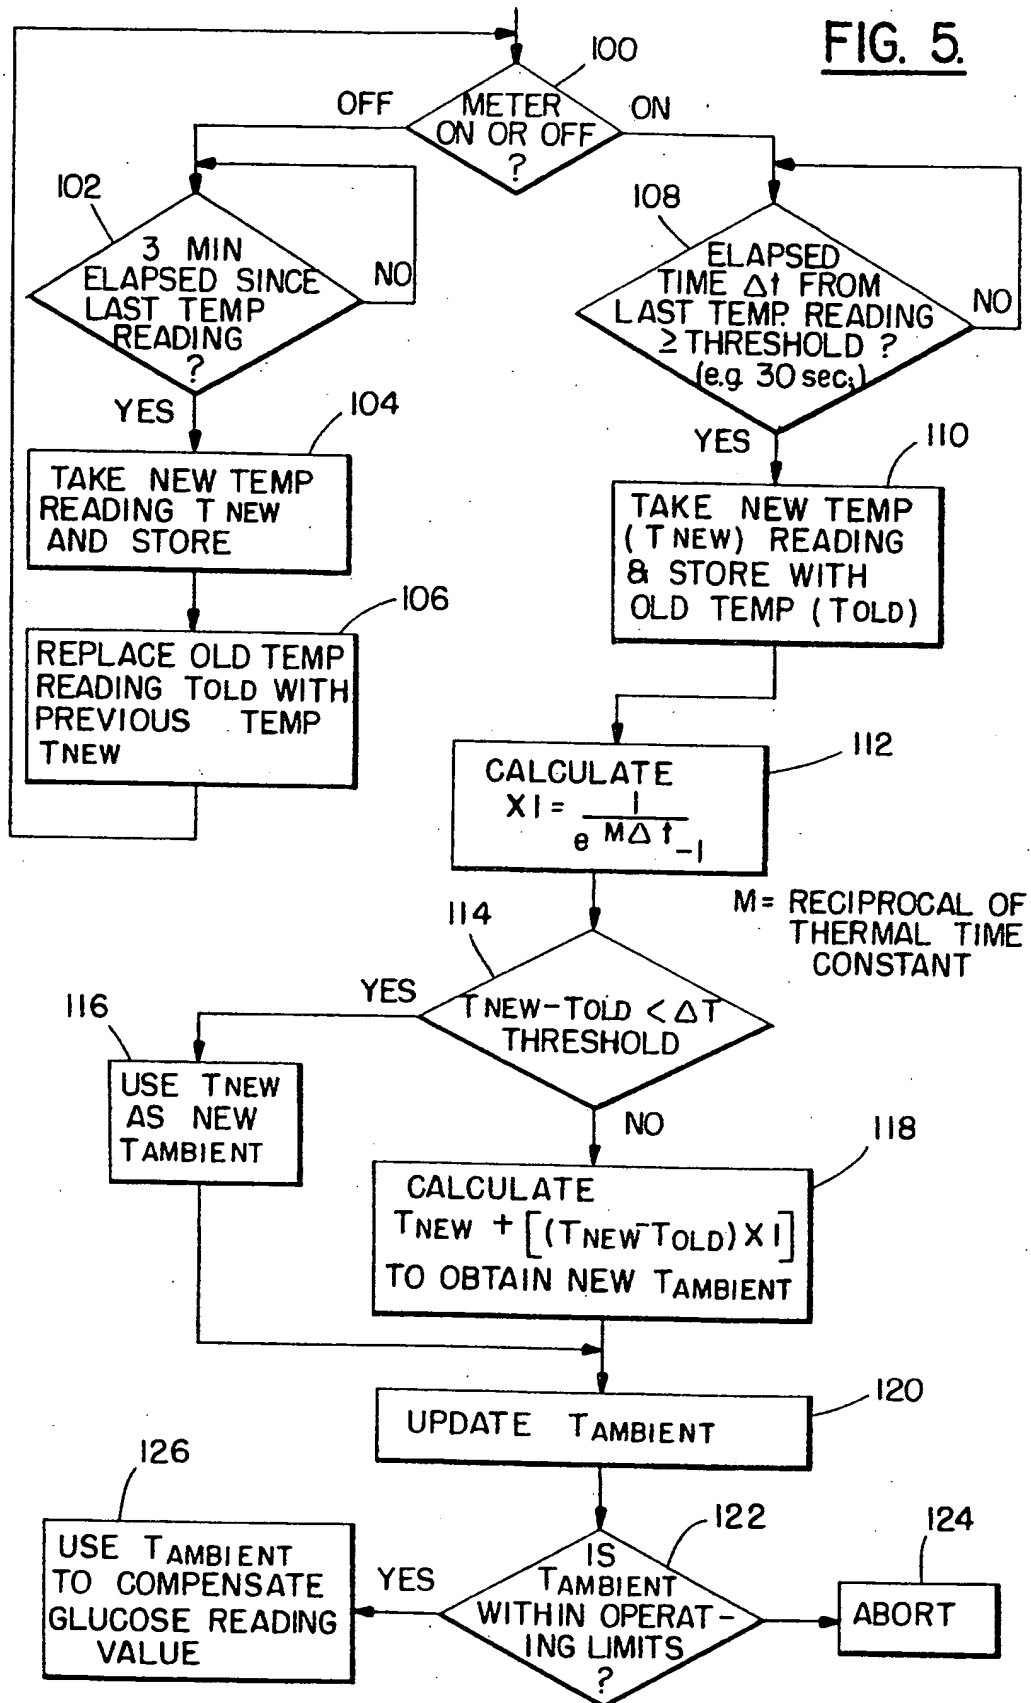 FIG. 5.
100
METER
ON OR OFF
?
OFF
ON
102
3 MIN
ELAPSED SINCE
LAST TEMP
READING
?
NO
YES
104
TAKE NEW TEMP
READING TNEW
AND STORE
106
REPLACE OLD TEMP
READING TOLD WITH
PREVIOUS TEMP
TNEW
108
ELAPSED
TIME Δt FROM
LAST TEMP. READING
≥ THRESHOLD ?
(e.g 30 sec.)
NO
YES
110
TAKE NEW TEMP
(TNEW) READING
& STORE WITH
OLD TEMP (TOLD)
112
CALCULATE
X1 = 1
e MΔt -1
M= RECIPROCAL OF
THERMAL TIME
CONSTANT
114
TNEW-TOLD < ΔT
THRESHOLD
YES
NO
116
USE TNEW
AS NEW
TAMBIENT
118
CALCULATE
TNEW + [(TNEW-TOLD) X1]
TO OBTAIN NEW TAMBIENT
120
UPDATE TAMBIENT
122
IS
TAMBIENT
WITHIN OPERAT-
ING LIMITS
?
YES
124
ABORT
126
USE TAMBIENT
TO COMPENSATE
GLUCOSE READING
VALUE